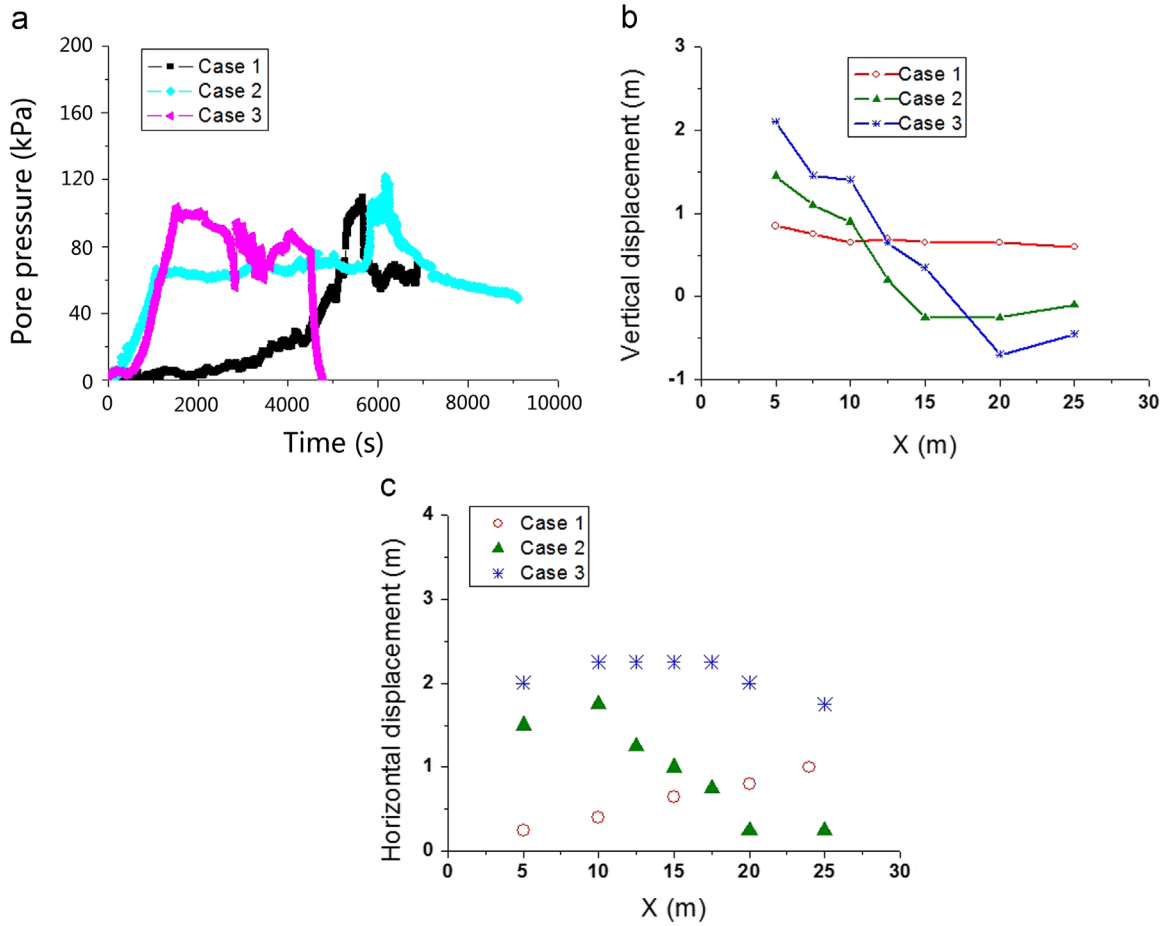 a
Pore pressure (kPa)
200
160
120
80
40
0
Case 1
Case 2
Case 3
0 2000 4000 6000 8000 10000
Time (s)
b
Vertical displacement (m)
3
2
1
0
-1
Case 1
Case 2
Case 3
0 5 10 15 20 25 30
X (m)
c
Horizontal displacement (m)
4
3
2
1
0
Case 1
Case 2
Case 3
0 5 10 15 20 25 30
X (m)